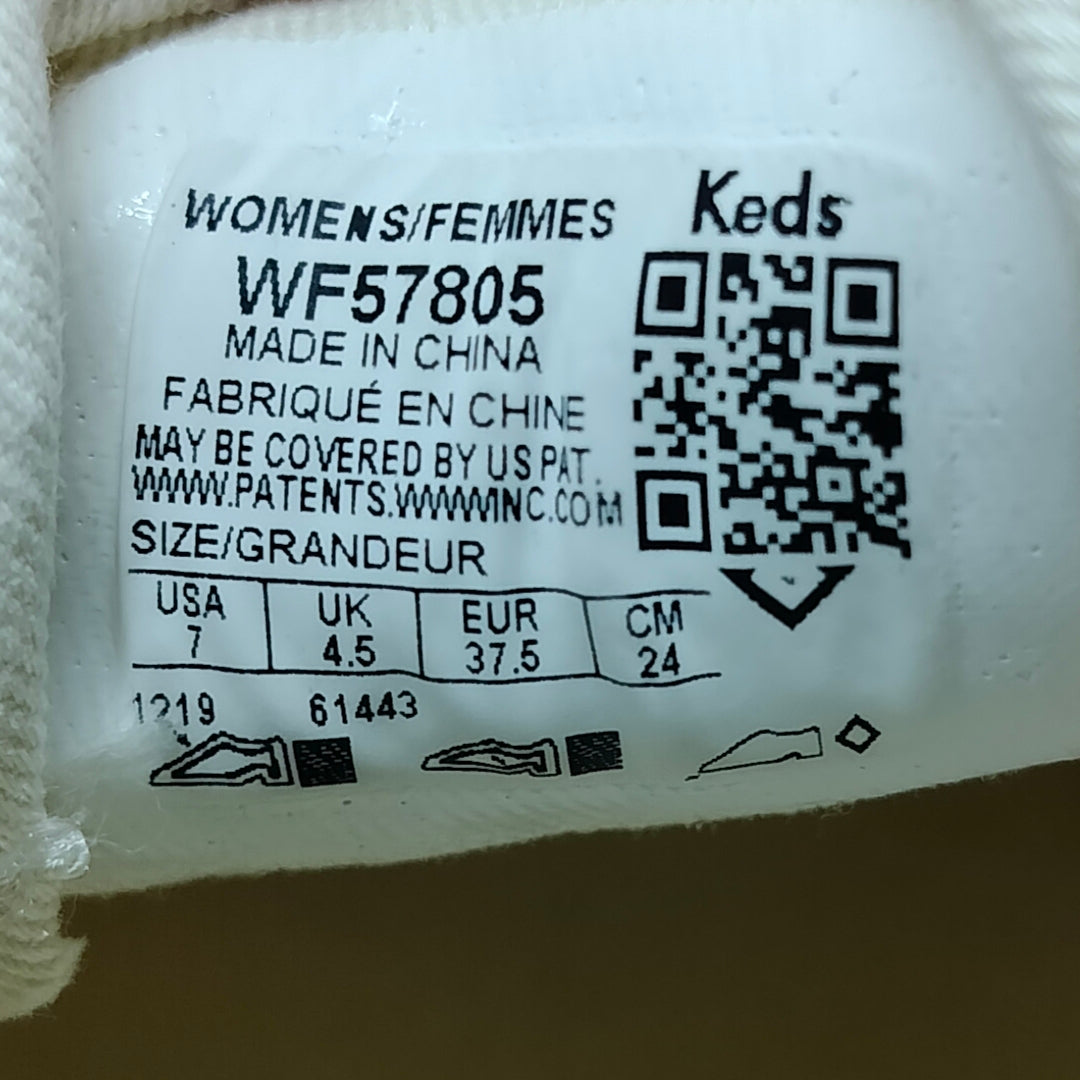 Keds
WOMENS/FEMMES
WF57805
MADE IN CHINA
FABRIQUÉ EN CHINE
MAY BE COVERED BY US PAT.
WWW.PATENTS.WWWINC.COM
SIZE/GRANDEUR
USA UK EUR CM
7 4.5 37.5 24
1219 61443